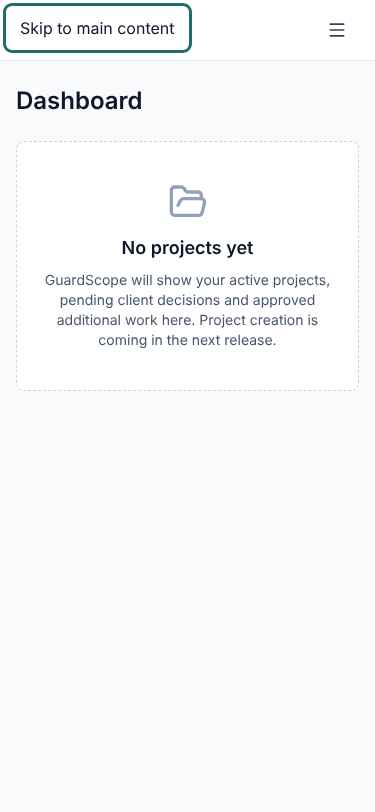 Skip to main content
Dashboard
No projects yet
GuardScope will show your active projects,
pending client decisions and approved
additional work here. Project creation is
coming in the next release.